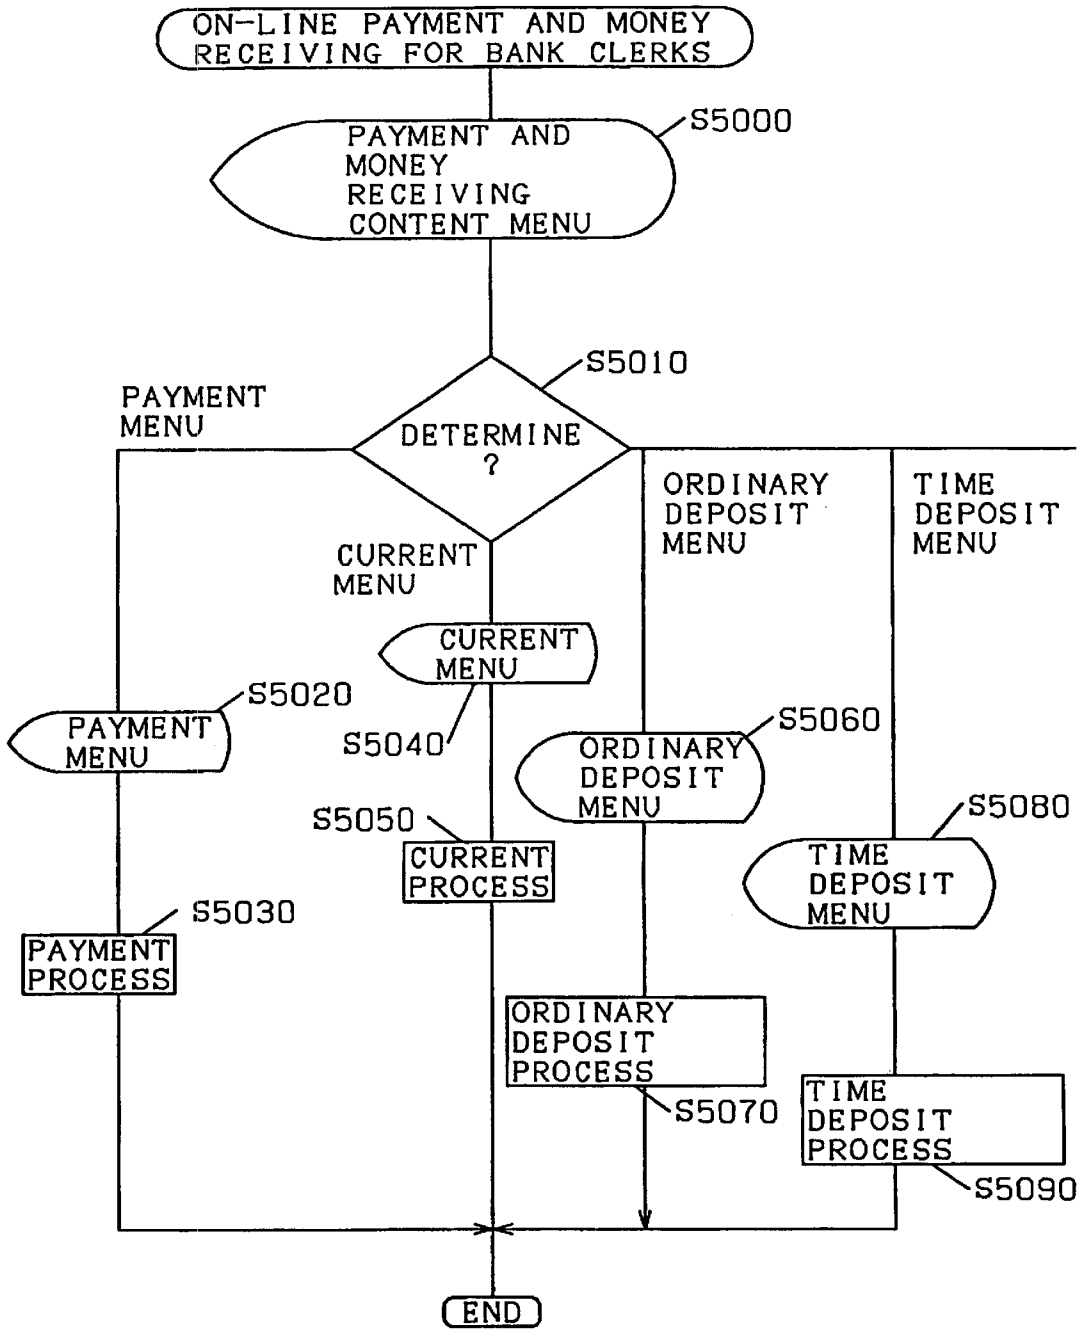 ON-LINE PAYMENT AND MONEY
RECEIVING FOR BANK CLERKS
S5000
PAYMENT AND
MONEY
RECEIVING
CONTENT MENU
S5010
PAYMENT
MENU
DETERMINE
?
ORDINARY
DEPOSIT
MENU
TIME
DEPOSIT
MENU
CURRENT
MENU
CURRENT
MENU
S5040
S5020
PAYMENT
MENU
S5060
ORDINARY
DEPOSIT
MENU
S5050
CURRENT
PROCESS
S5080
TIME
DEPOSIT
MENU
S5030
PAYMENT
PROCESS
ORDINARY
DEPOSIT
PROCESS
S5070
TIME
DEPOSIT
PROCESS
S5090
END